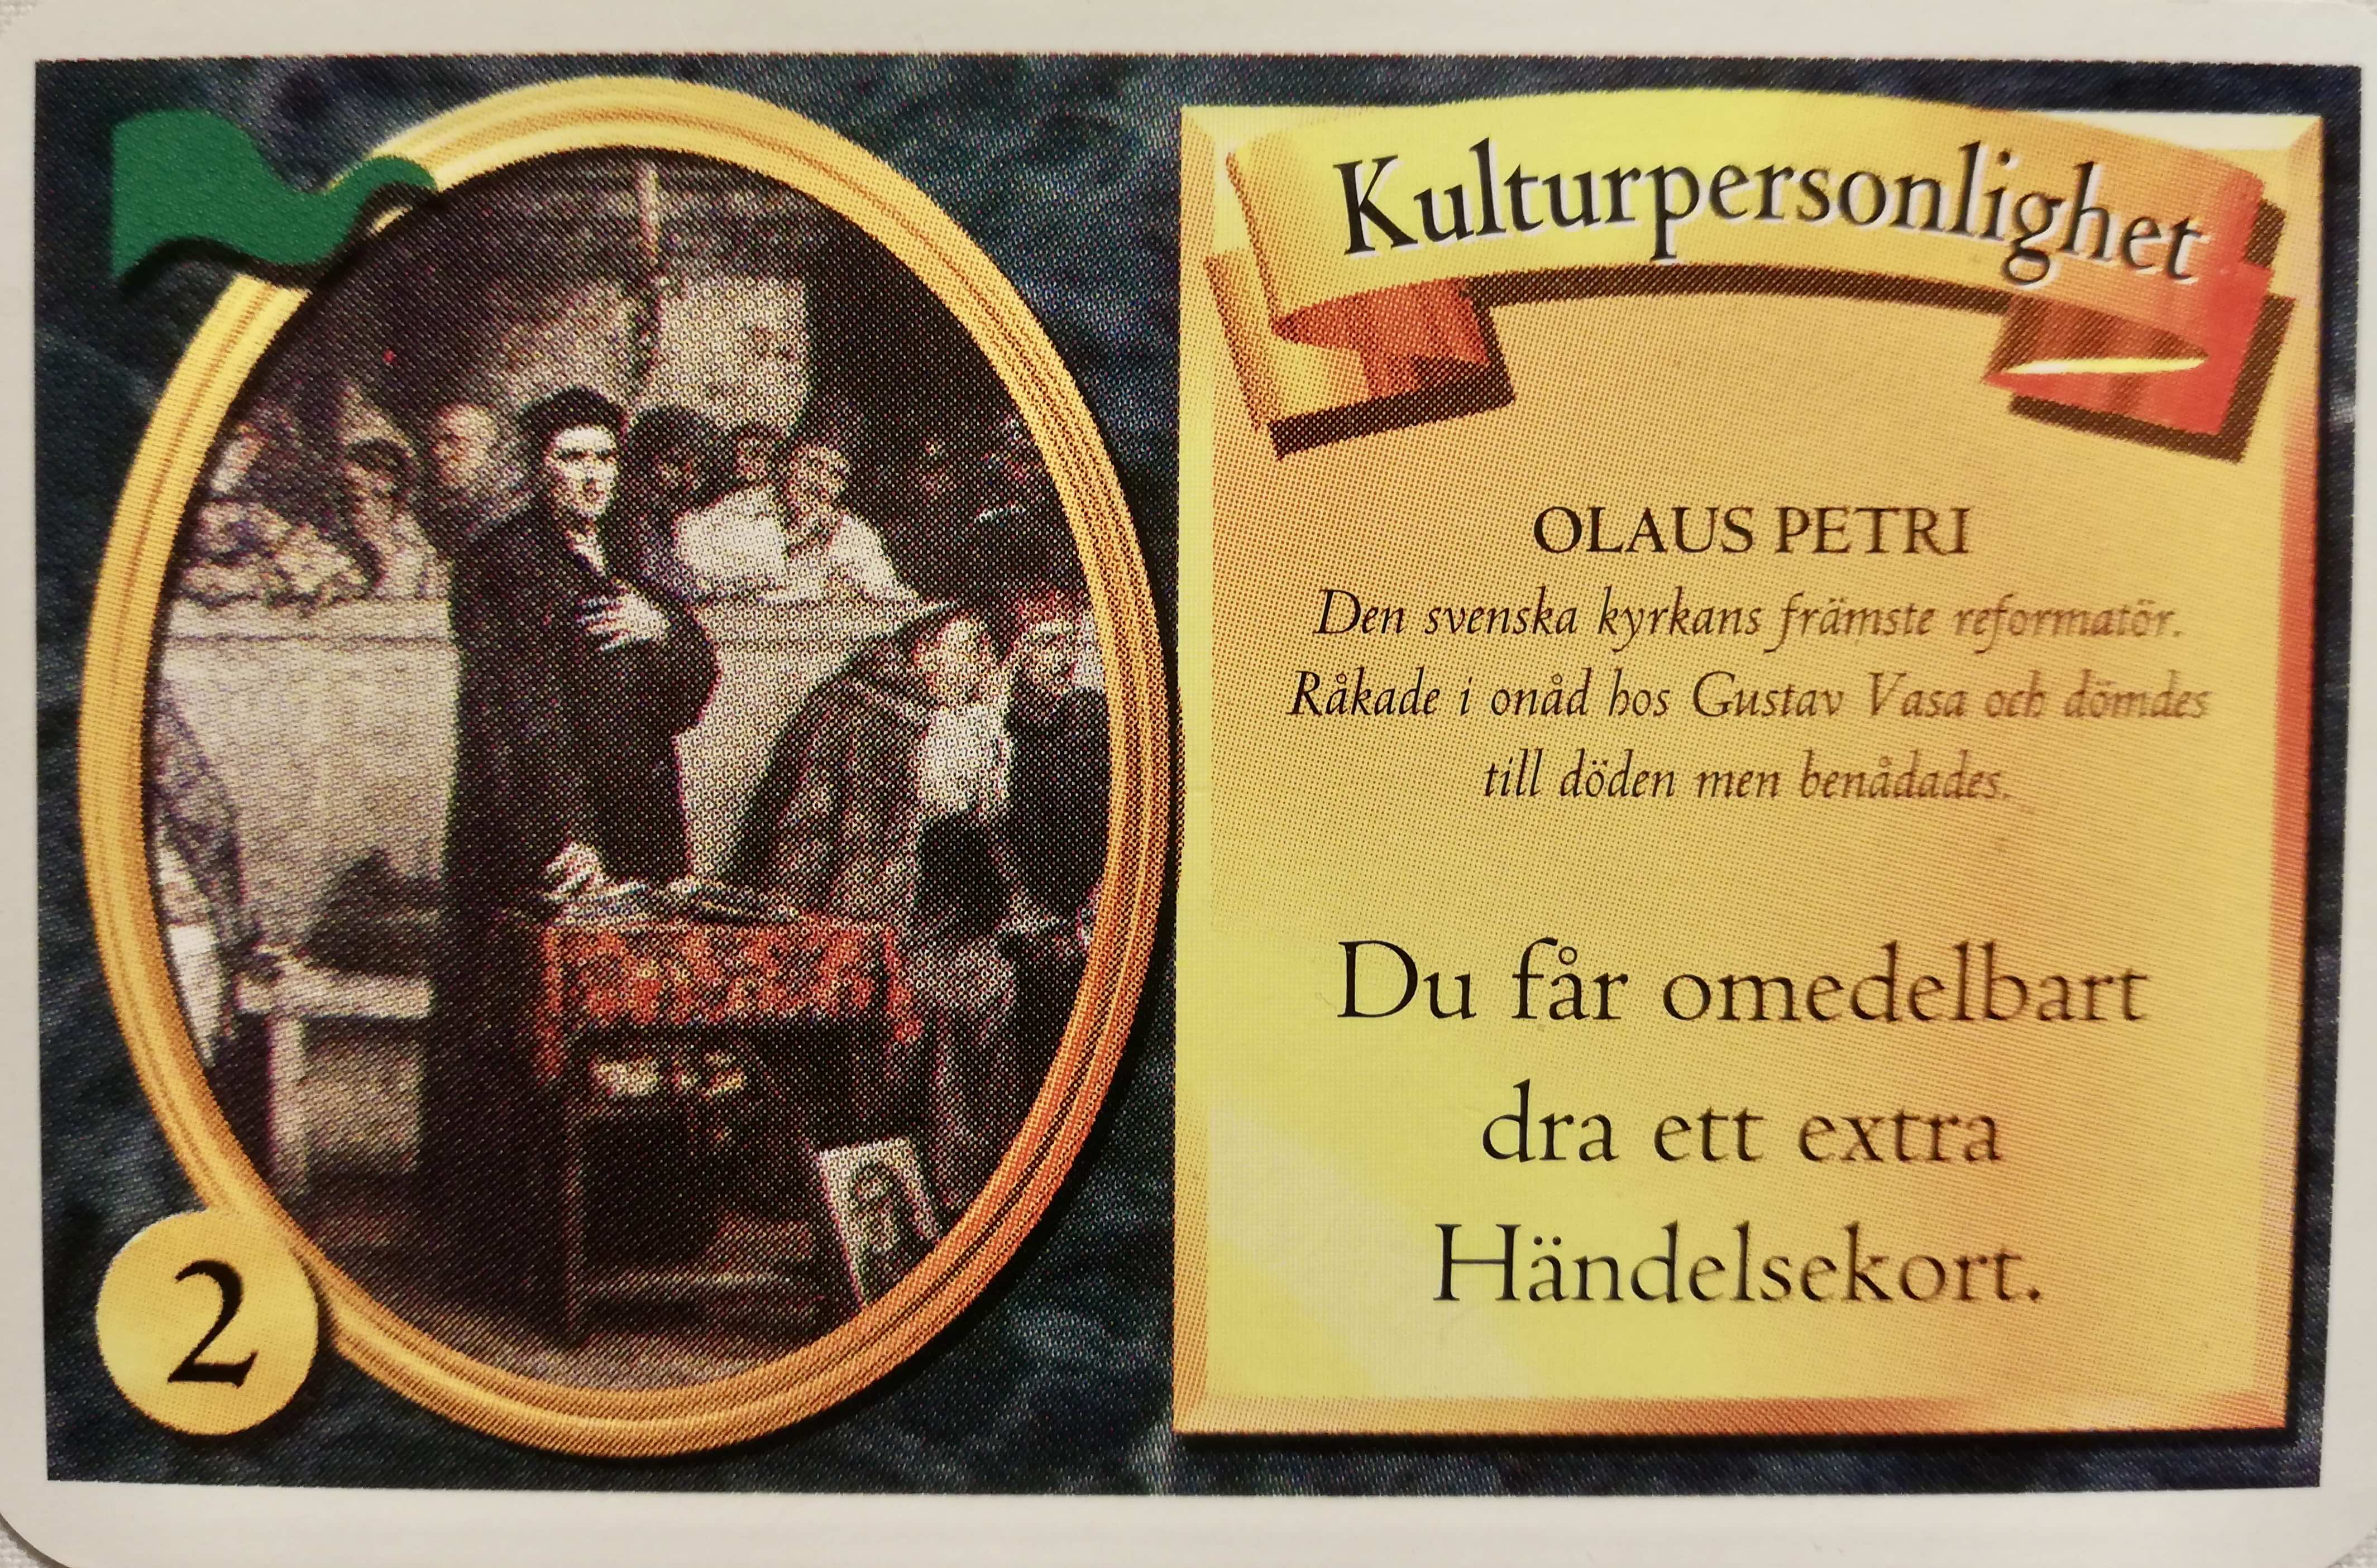 Kulturpersonlighet
OLAUS PETRI
Den svenska kyrkans främste reformatör.
Råkade i onåd hos Gustav Vasa och dömdes
till döden men benådades.
Du får omedelbart
dra ett extra
Händelsekort.
2